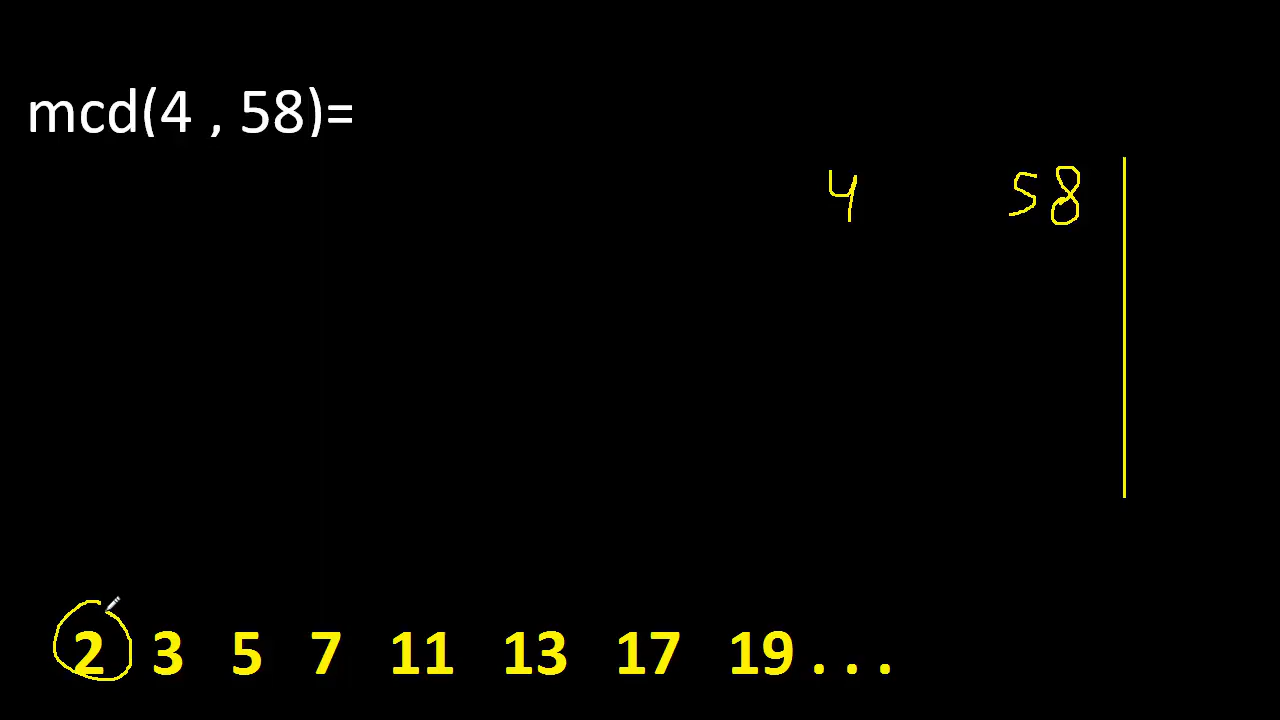 mcd(4 , 58)=
4 58
2 3 5 7 11 13 17 19 . . .